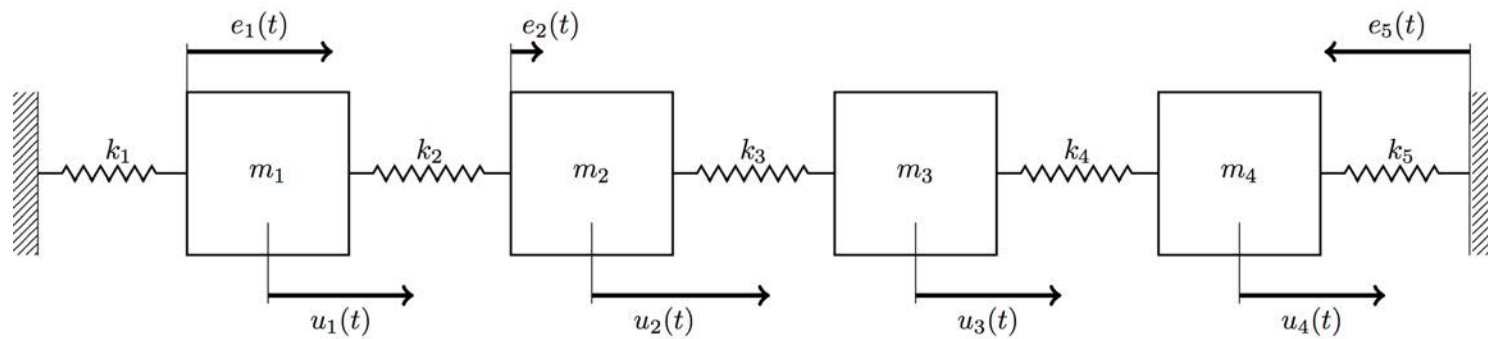 e₁(t) e₂(t) e₅(t)
k₁ k₂ k₃ k₄ k₅
m₁ m₂ m₃ m₄
u₁(t) u₂(t) u₃(t) u₄(t)